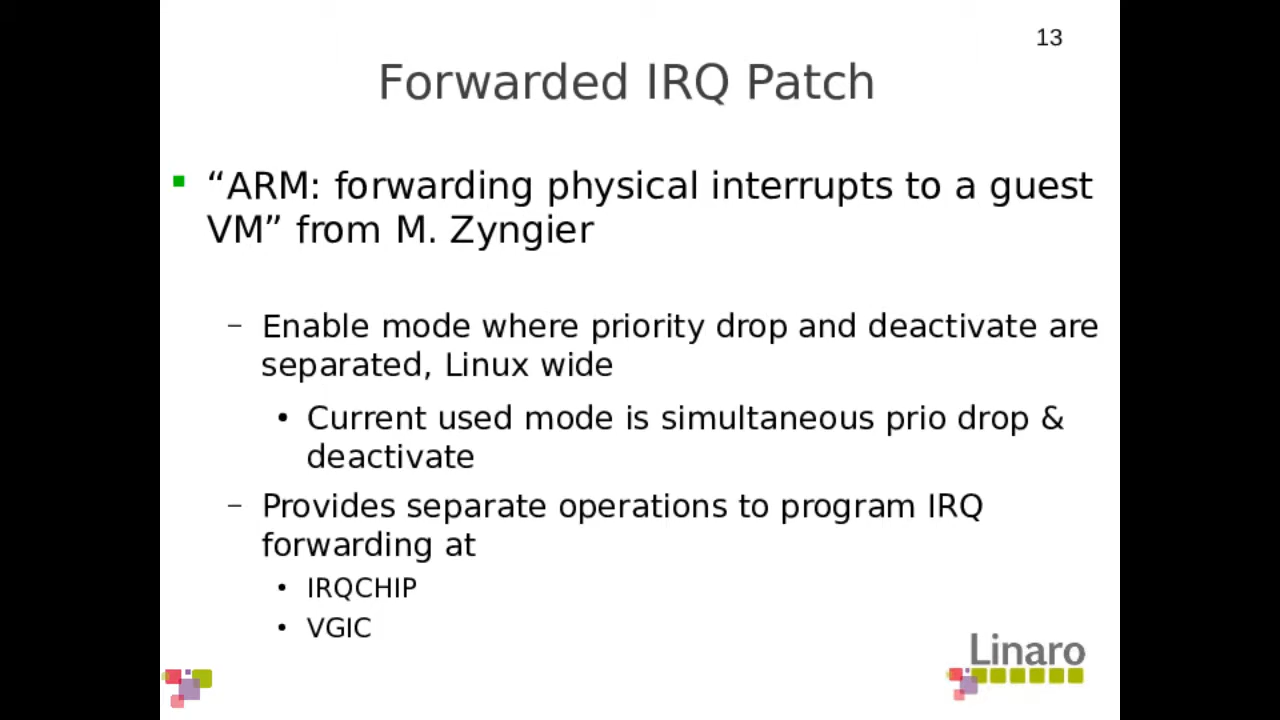 13
Forwarded IRQ Patch
“ARM: forwarding physical interrupts to a guest
VM” from M. Zyngier
– Enable mode where priority drop and deactivate are
separated, Linux wide
• Current used mode is simultaneous prio drop &
deactivate
– Provides separate operations to program IRQ
forwarding at
• IRQCHIP
• VGIC
Linaro